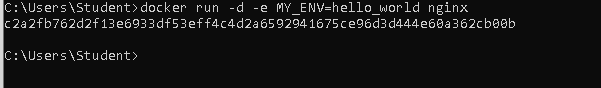 C:\Users\Student>docker run -d -e MY_ENV=hello_world nginx
c2a2fb762d2f13e6933df53eff4c4d2a6592941675ce96d3d444e60a362cb00b
C:\Users\Student>